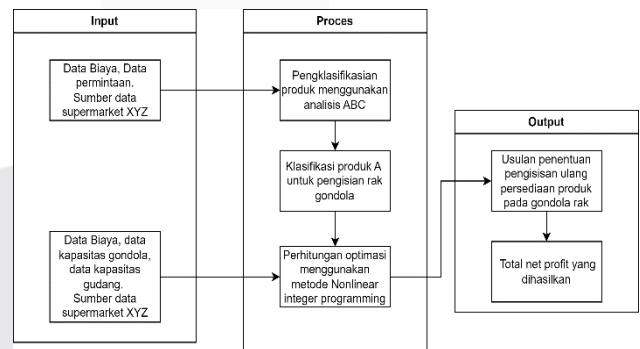 Input
Data Biaya, Data
permintaan.
Sumber data
supermarket XYZ
Data Biaya, data
kapasitas gondola,
data kapasitas
gudang.
Sumber data
supermarket XYZ
Proces
Pengklasifikasian
produk menggunakan
analisis ABC
Klasifikasi produk A
untuk pengisian rak
gondola
Perhitungan optimasi
menggunakan
metode Nonlinear
integer programming
Output
Usulan penentuan
pengisisan ulang
persediaan produk
pada gondola rak
Total net profit yang
dihasilkan